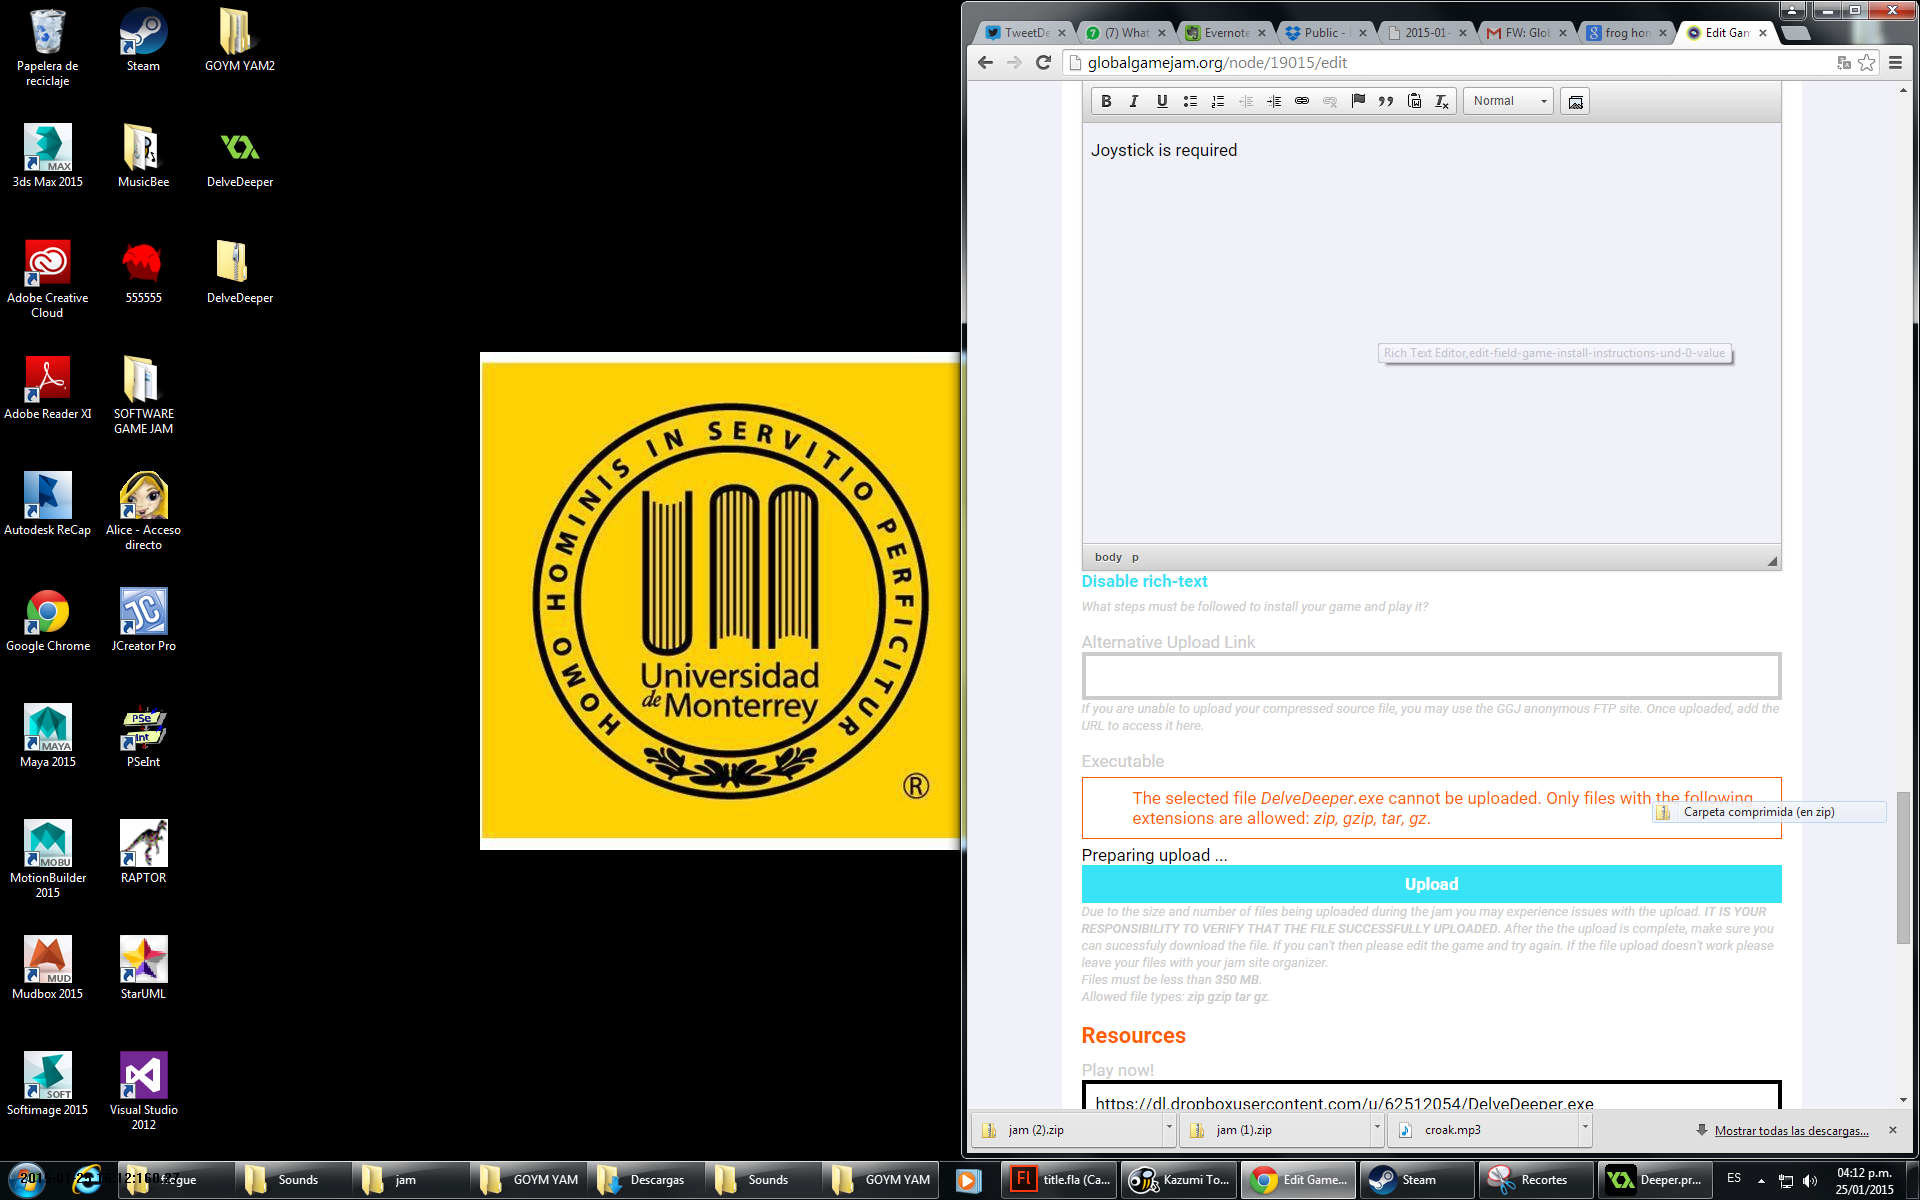 Papelera de
reciclaje
Steam
GOYM YAM2
3ds Max 2015
MusicBee
DelveDeeper
Adobe Creative
Cloud
555555
DelveDeeper
Adobe Reader XI
SOFTWARE
GAME JAM
Autodesk ReCap
Alice - Acceso
directo
Google Chrome
JCreator Pro
Maya 2015
PSeInt
MotionBuilder
2015
RAPTOR
Mudbox 2015
StarUML
Softimage 2015
Visual Studio
2012
MAX
MAYA
MOBU
MUD
SOFT
JC
PSe
Int
HOMO HOMINIS IN SERVITIO PERFICITUR
Universidad
de Monterrey
®
TweetDe
(7) What
Evernote
Public -
2015-01-
FW: Glob
frog hor
Edit Gam
globalgamejam.org/node/19015/edit
B I U
Normal
Joystick is required
Rich Text Editor,edit-field-game-install-instructions-und-0-value
body p
Disable rich-text
What steps must be followed to install your game and play it?
Alternative Upload Link
If you are unable to upload your compressed source file, you may use the GGJ anonymous FTP site. Once uploaded, add the
URL to access it here.
Executable
The selected file DelveDeeper.exe cannot be uploaded. Only files with the following
extensions are allowed: zip, gzip, tar, gz.
Carpeta comprimida (en zip)
Preparing upload ...
Upload
Due to the size and number of files being uploaded during the jam you may experience issues with the upload. IT IS YOUR
RESPONSIBILITY TO VERIFY THAT THE FILE SUCCESSFULLY UPLOADED. After the the upload is complete, make sure you
can sucessfuly download the file. If you can't then please edit the game and try again. If the file upload doesn't work please
leave your files with your jam site organizer.
Files must be less than 350 MB.
Allowed file types: zip gzip tar gz.
Resources
Play now!
https://dl.dropboxusercontent.com/u/62512054/DelveDeeper.exe
jam (2).zip
jam (1).zip
croak.mp3
Mostrar todas las descargas...
Sounds
jam
GOYM YAM
Descargas
Sounds
GOYM YAM
Fl
title.fla (Ca...
Kazumi To...
Edit Game...
Steam
Recortes
Deeper.pr...
ES
04:12 p.m.
25/01/2015